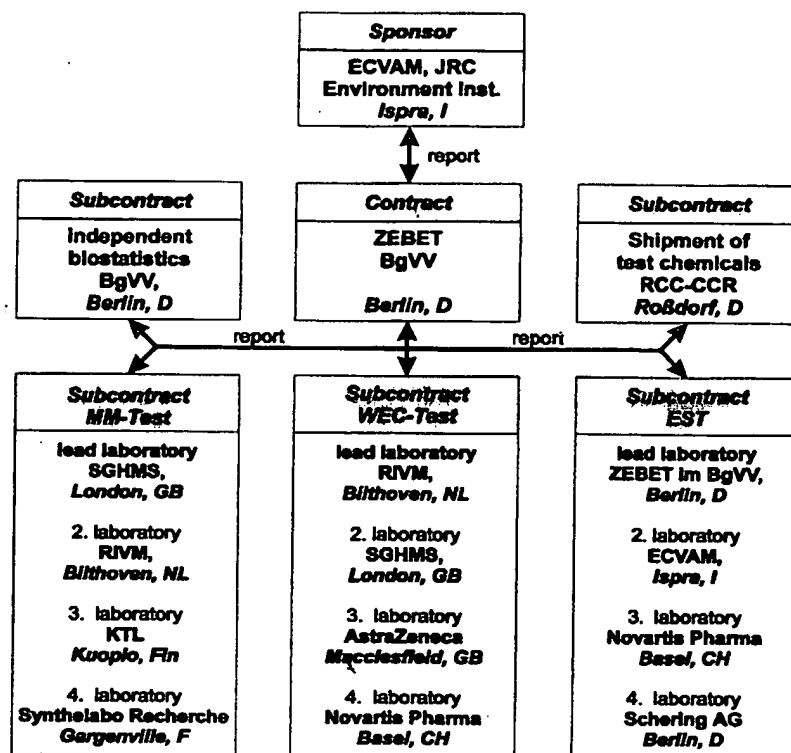 Sponsor
ECVAM, JRC
Environment Inst.
Ispra, I
report
Subcontract
Independent
biostatistics
BgVV,
Berlin, D
Contract
ZEBET
BgVV
Berlin, D
Subcontract
Shipment of
test chemicals
RCC-CCR
Roßdorf, D
report
report
Subcontract
MM-Test
lead laboratory
SGHMS,
London, GB
2. laboratory
RIVM,
Bilthoven, NL
3. laboratory
KTL
Kuopio, Fin
4. laboratory
Synthelabo Recherche
Gargenville, F
Subcontract
WEC-Test
lead laboratory
RIVM,
Bilthoven, NL
2. laboratory
SGHMS,
London, GB
3. laboratory
AstraZeneca
Macclesfield, GB
4. laboratory
Novartis Pharma
Basel, CH
Subcontract
EST
lead laboratory
ZEBET im BgVV,
Berlin, D
2. laboratory
ECVAM,
Ispra, I
3. laboratory
Novartis Pharma
Basel, CH
4. laboratory
Schering AG
Berlin, D